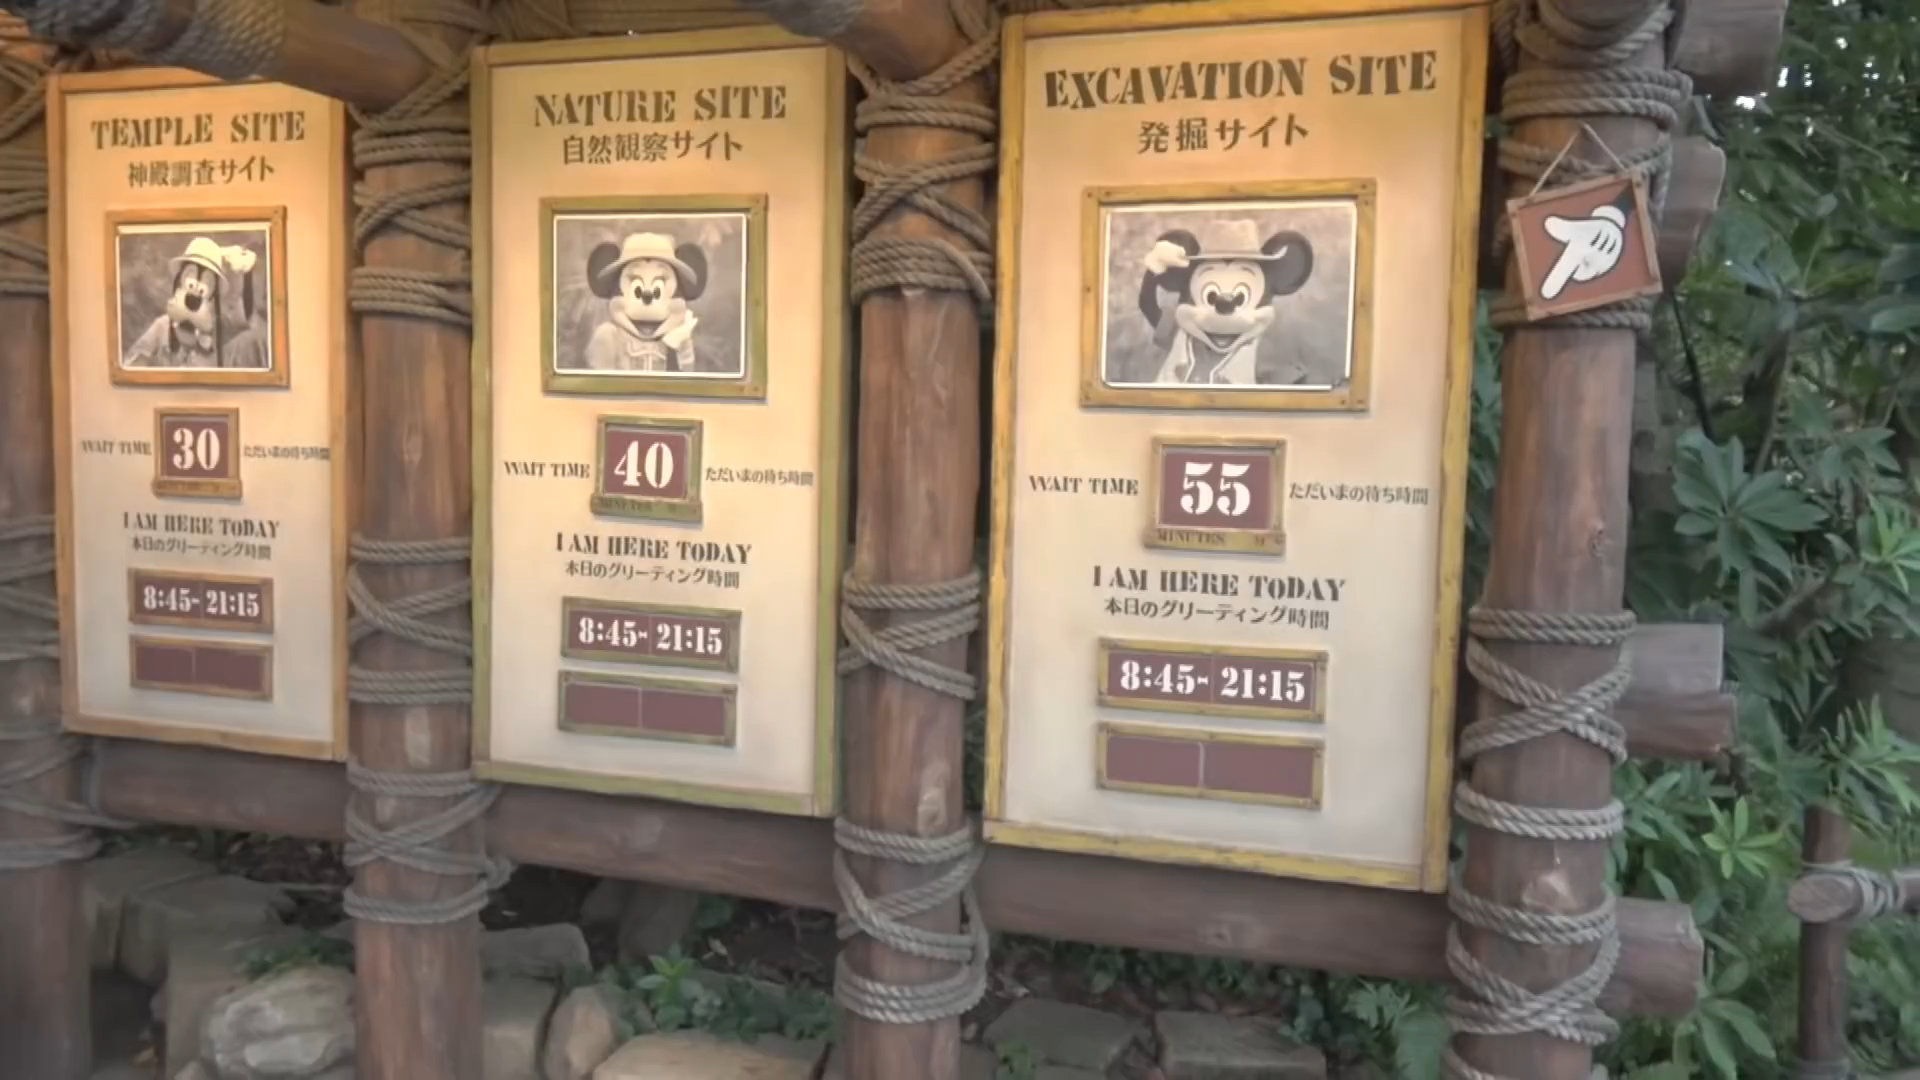 TEMPLE SITE
神殿調査サイト
WAIT TIME 30 ただいまの待ち時間
MINUTES
I AM HERE TODAY
本日のグリーティング時間
8:45- 21:15
NATURE SITE
自然観察サイト
WAIT TIME 40 ただいまの待ち時間
MINUTES
I AM HERE TODAY
本日のグリーティング時間
8:45- 21:15
EXCAVATION SITE
発掘サイト
WAIT TIME 55 ただいまの待ち時間
MINUTES
I AM HERE TODAY
本日のグリーティング時間
8:45- 21:15